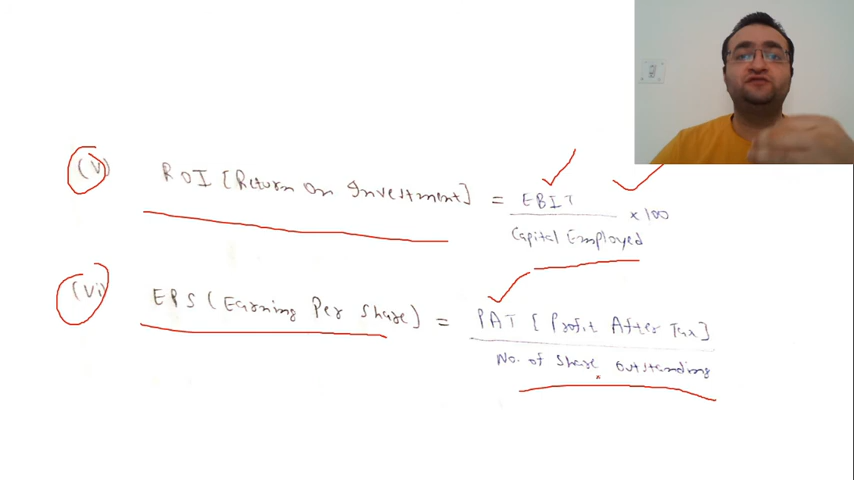 (V) ROI [Return On Investment] = EBIT / Capital Employed × 100
(Vi) EPS (Earning Per Share) = PAT [Profit After Tax] / No. of Share Outstanding